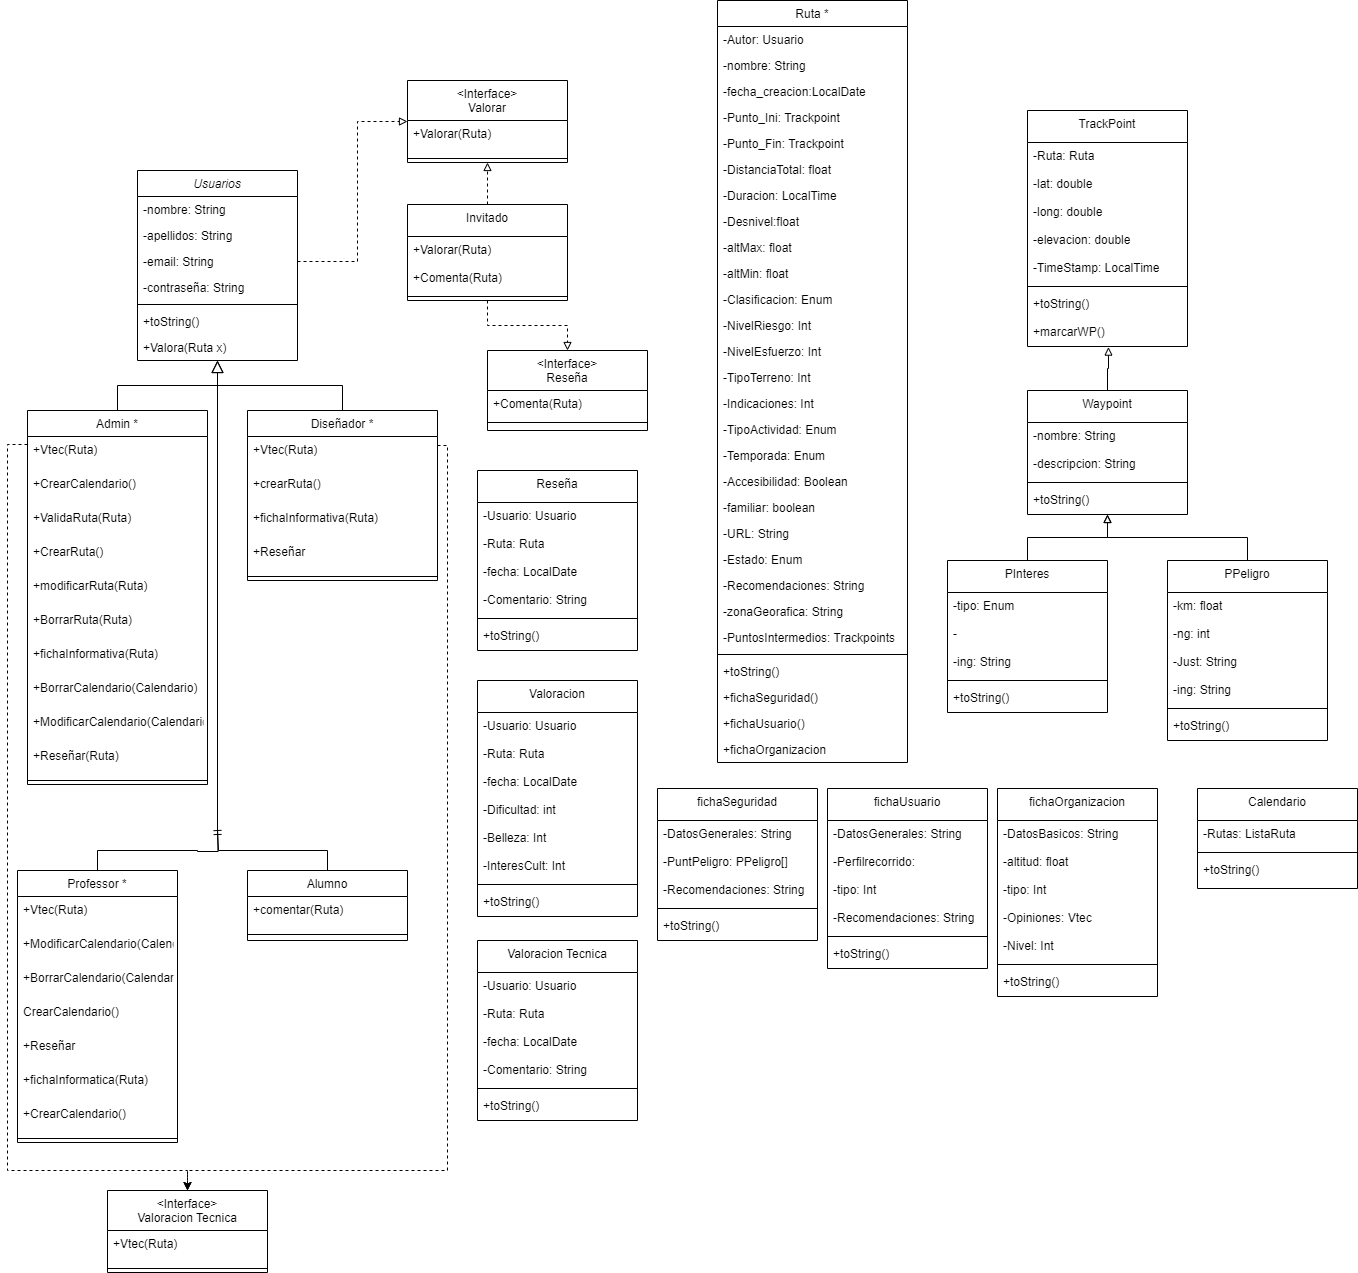 <Interface>
Valorar
+Valorar(Ruta)
Usuarios
-nombre: String
-apellidos: String
-email: String
-contraseña: String
+toString()
+Valora(Ruta x)
Invitado
+Valorar(Ruta)
+Comenta(Ruta)
<Interface>
Reseña
+Comenta(Ruta)
Admin *
+Vtec(Ruta)
+CrearCalendario()
+ValidaRuta(Ruta)
+CrearRuta()
+modificarRuta(Ruta)
+BorrarRuta(Ruta)
+fichaInformativa(Ruta)
+BorrarCalendario(Calendario)
+ModificarCalendario(Calendari
+Reseñar(Ruta)
Diseñador *
+Vtec(Ruta)
+crearRuta()
+fichaInformativa(Ruta)
+Reseñar
Professor *
+Vtec(Ruta)
+ModificarCalendario(Calen
+BorrarCalendario(Calendar
CrearCalendario()
+Reseñar
+fichaInformatica(Ruta)
+CrearCalendario()
Alumno
+comentar(Ruta)
<Interface>
Valoracion Tecnica
+Vtec(Ruta)
Reseña
-Usuario: Usuario
-Ruta: Ruta
-fecha: LocalDate
-Comentario: String
+toString()
Valoracion
-Usuario: Usuario
-Ruta: Ruta
-fecha: LocalDate
-Dificultad: int
-Belleza: Int
-InteresCult: Int
+toString()
Valoracion Tecnica
-Usuario: Usuario
-Ruta: Ruta
-fecha: LocalDate
-Comentario: String
+toString()
Ruta *
-Autor: Usuario
-nombre: String
-fecha_creacion:LocalDate
-Punto_Ini: Trackpoint
-Punto_Fin: Trackpoint
-DistanciaTotal: float
-Duracion: LocalTime
-Desnivel:float
-altMax: float
-altMin: float
-Clasificacion: Enum
-NivelRiesgo: Int
-NivelEsfuerzo: Int
-TipoTerreno: Int
-Indicaciones: Int
-TipoActividad: Enum
-Temporada: Enum
-Accesibilidad: Boolean
-familiar: boolean
-URL: String
-Estado: Enum
-Recomendaciones: String
-zonaGeorafica: String
-PuntosIntermedios: Trackpoints
+toString()
+fichaSeguridad()
+fichaUsuario()
+fichaOrganizacion
TrackPoint
-Ruta: Ruta
-lat: double
-long: double
-elevacion: double
-TimeStamp: LocalTime
+toString()
+marcarWP()
Waypoint
-nombre: String
-descripcion: String
+toString()
PInteres
-tipo: Enum
-
-ing: String
+toString()
PPeligro
-km: float
-ng: int
-Just: String
-ing: String
+toString()
fichaSeguridad
-DatosGenerales: String
-PuntPeligro: PPeligro[]
-Recomendaciones: String
+toString()
fichaUsuario
-DatosGenerales: String
-Perfilrecorrido:
-tipo: Int
-Recomendaciones: String
+toString()
fichaOrganizacion
-DatosBasicos: String
-altitud: float
-tipo: Int
-Opiniones: Vtec
-Nivel: Int
+toString()
Calendario
-Rutas: ListaRuta
+toString()